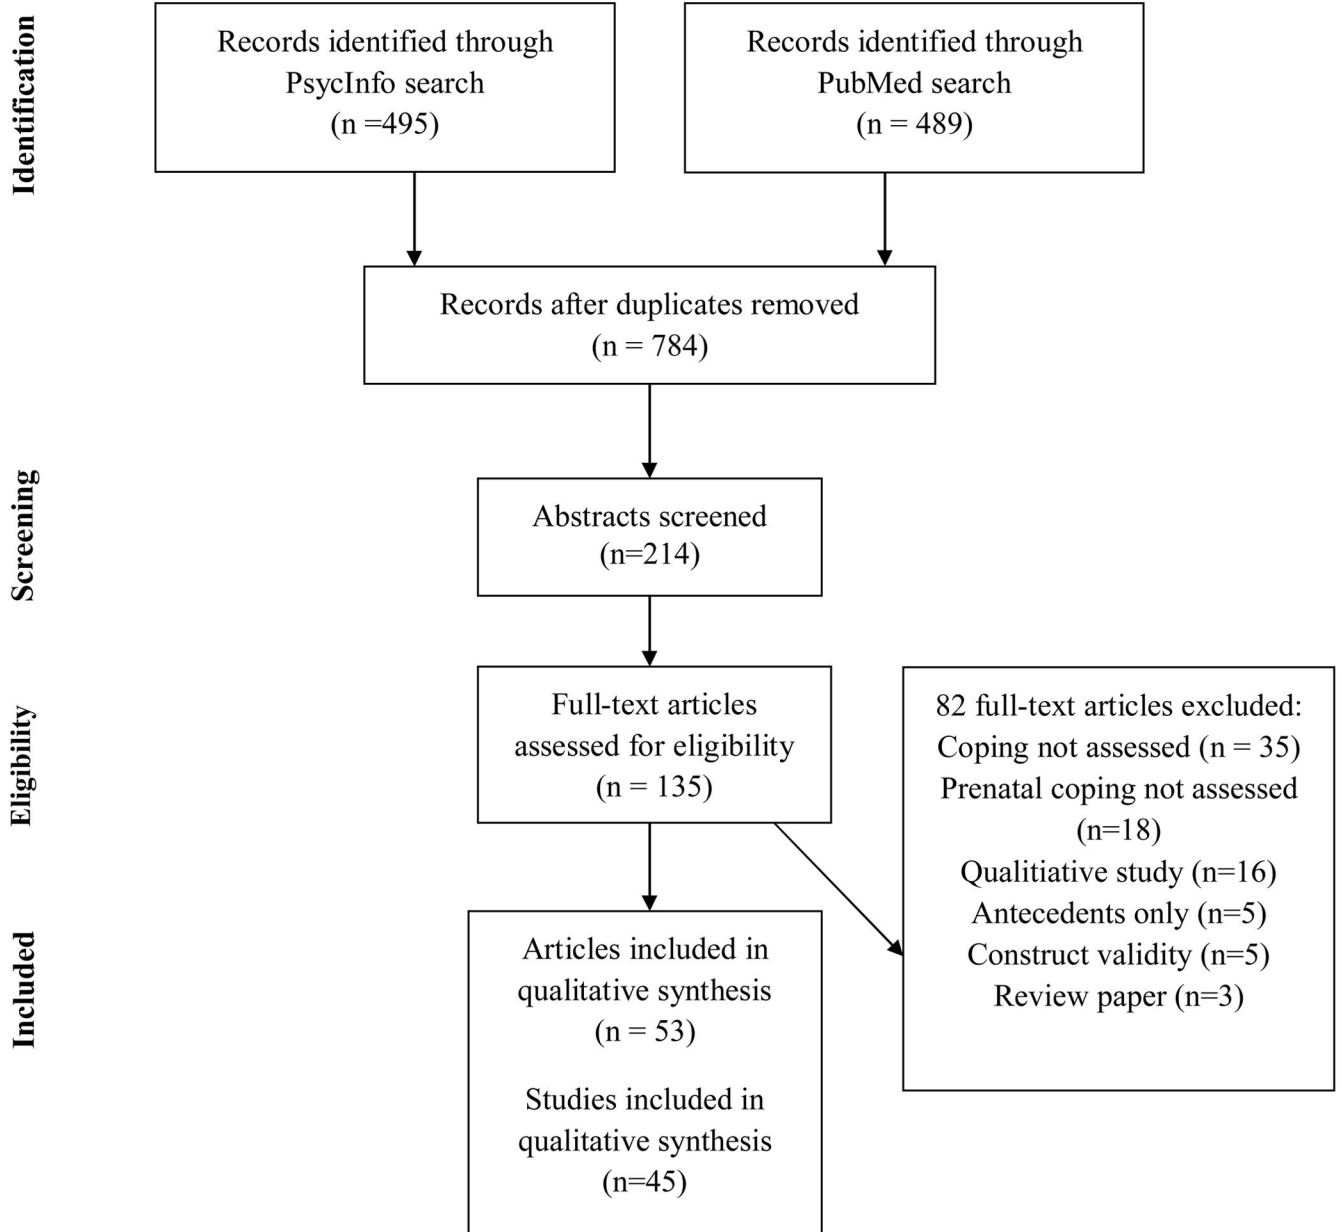 Identification
Records identified through
PsycInfo search
(n =495)
Records identified through
PubMed search
(n = 489)
Records after duplicates removed
(n = 784)
Screening
Abstracts screened
(n=214)
Eligibility
Full-text articles
assessed for eligibility
(n = 135)
82 full-text articles excluded:
Coping not assessed (n = 35)
Prenatal coping not assessed
(n=18)
Qualitiative study (n=16)
Antecedents only (n=5)
Construct validity (n=5)
Review paper (n=3)
Included
Articles included in
qualitative synthesis
(n = 53)
Studies included in
qualitative synthesis
(n=45)